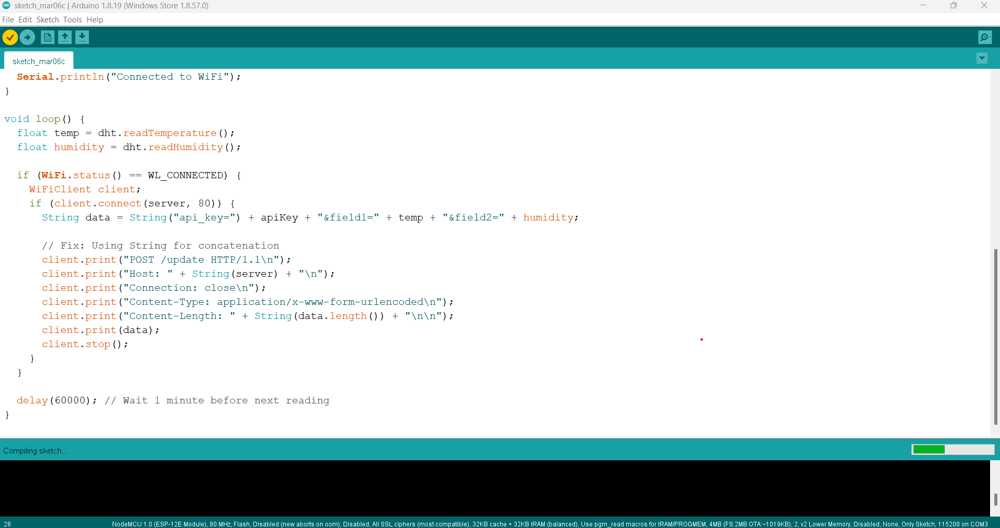 sketch_mar06c | Arduino 1.8.19 (Windows Store 1.8.57.0)
File Edit Sketch Tools Help
sketch_mar06c
  Serial.println("Connected to WiFi");
}

void loop() {
  float temp = dht.readTemperature();
  float humidity = dht.readHumidity();

  if (WiFi.status() == WL_CONNECTED) {
    WiFiClient client;
    if (client.connect(server, 80)) {
      String data = String("api_key=") + apiKey + "&field1=" + temp + "&field2=" + humidity;

      // Fix: Using String for concatenation
      client.print("POST /update HTTP/1.1\n");
      client.print("Host: " + String(server) + "\n");
      client.print("Connection: close\n");
      client.print("Content-Type: application/x-www-form-urlencoded\n");
      client.print("Content-Length: " + String(data.length()) + "\n\n");
      client.print(data);
      client.stop();
    }
  }

  delay(60000); // Wait 1 minute before next reading
}
Compiling sketch...
28 NodeMCU 1.0 (ESP-12E Module), 80 MHz, Flash, Disabled (new aborts on oom), Disabled, All SSL ciphers (most compatible), 32KB cache + 32KB IRAM (balanced), Use pgm_read macros for IRAM/PROGMEM, 4MB (FS:2MB OTA:~1019KB), 2, v2 Lower Memory, Disabled, None, Only Sketch, 115200 on COM3